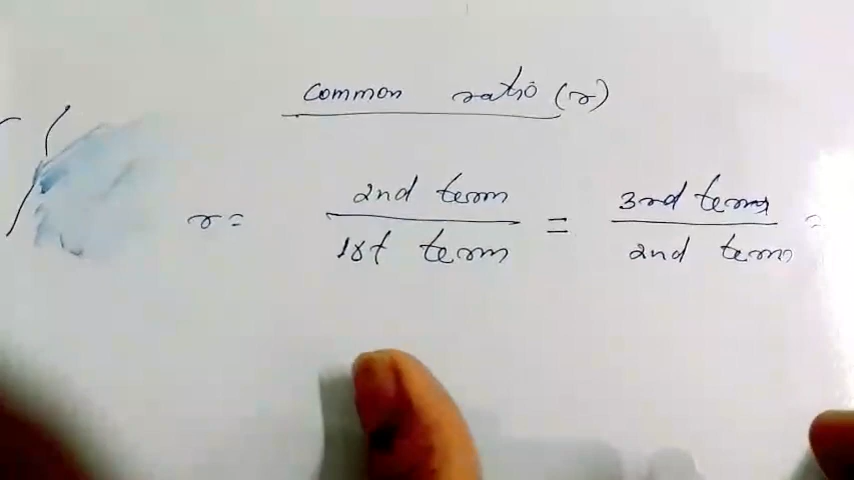 common ratio (r)
r = 2nd term / 1st term = 3rd term / 2nd term =